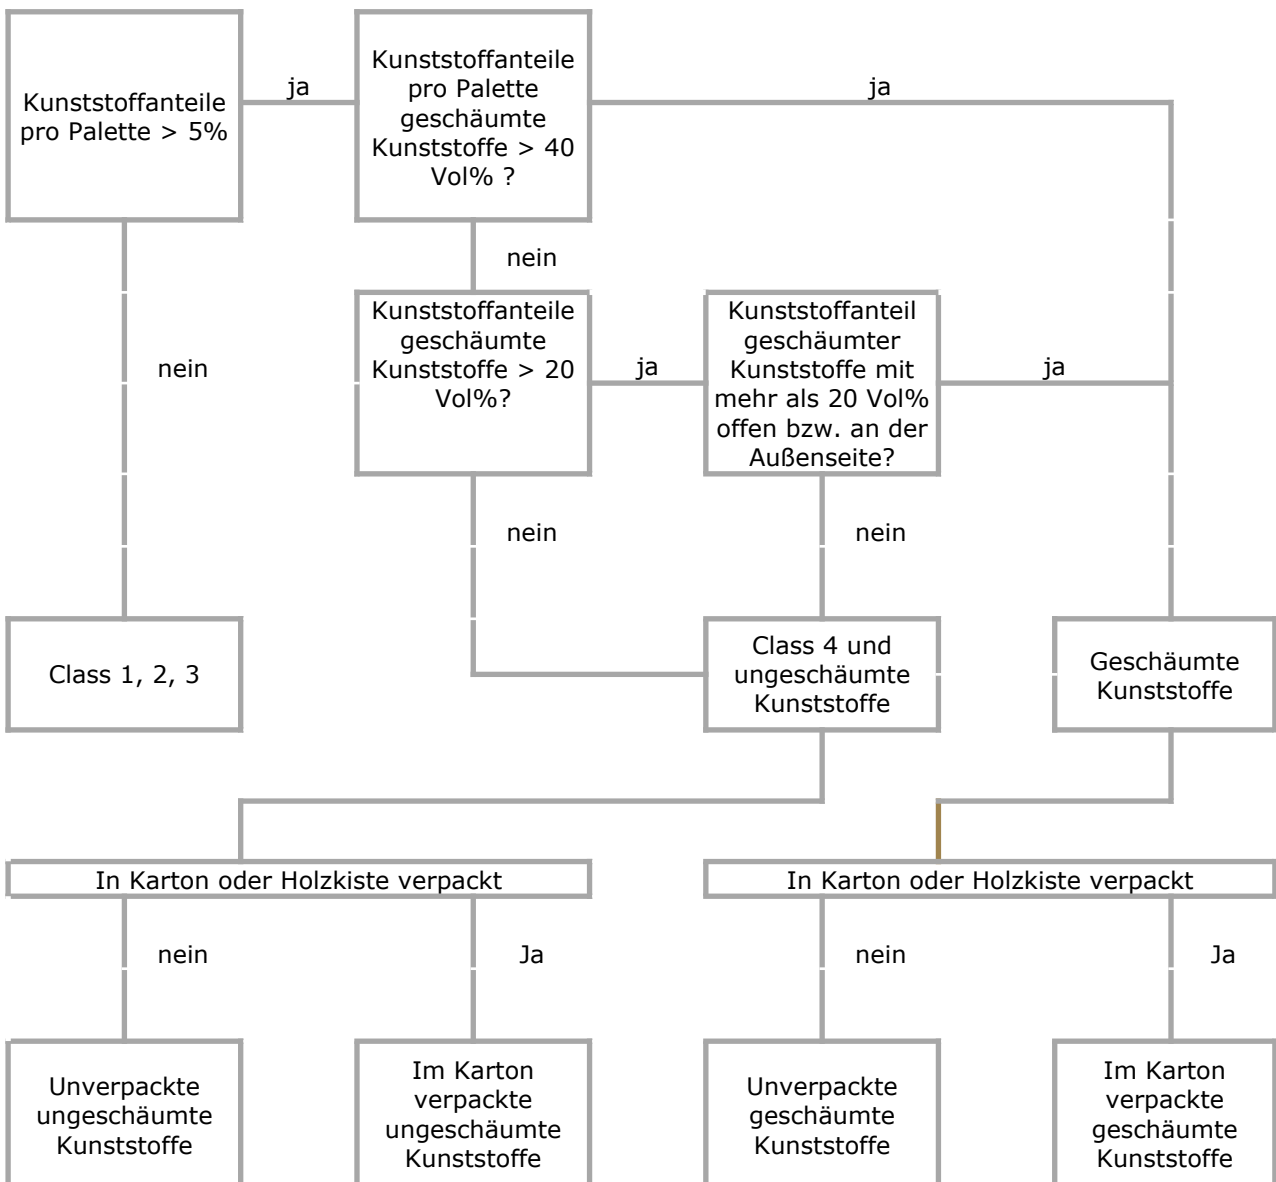 Kunststoffanteile
pro Palette > 5%
ja
Kunststoffanteile
pro Palette
geschäumte
Kunststoffe > 40
Vol% ?
ja
nein
nein
Kunststoffanteile
geschäumte
Kunststoffe > 20
Vol%?
ja
Kunststoffanteil
geschäumter
Kunststoffe mit
mehr als 20 Vol%
offen bzw. an der
Außenseite?
ja
nein
nein
Class 1, 2, 3
Class 4 und
ungeschäumte
Kunststoffe
Geschäumte
Kunststoffe
In Karton oder Holzkiste verpackt
In Karton oder Holzkiste verpackt
nein
Ja
nein
Ja
Unverpackte
ungeschäumte
Kunststoffe
Im Karton
verpackte
ungeschäumte
Kunststoffe
Unverpackte
geschäumte
Kunststoffe
Im Karton
verpackte
geschäumte
Kunststoffe